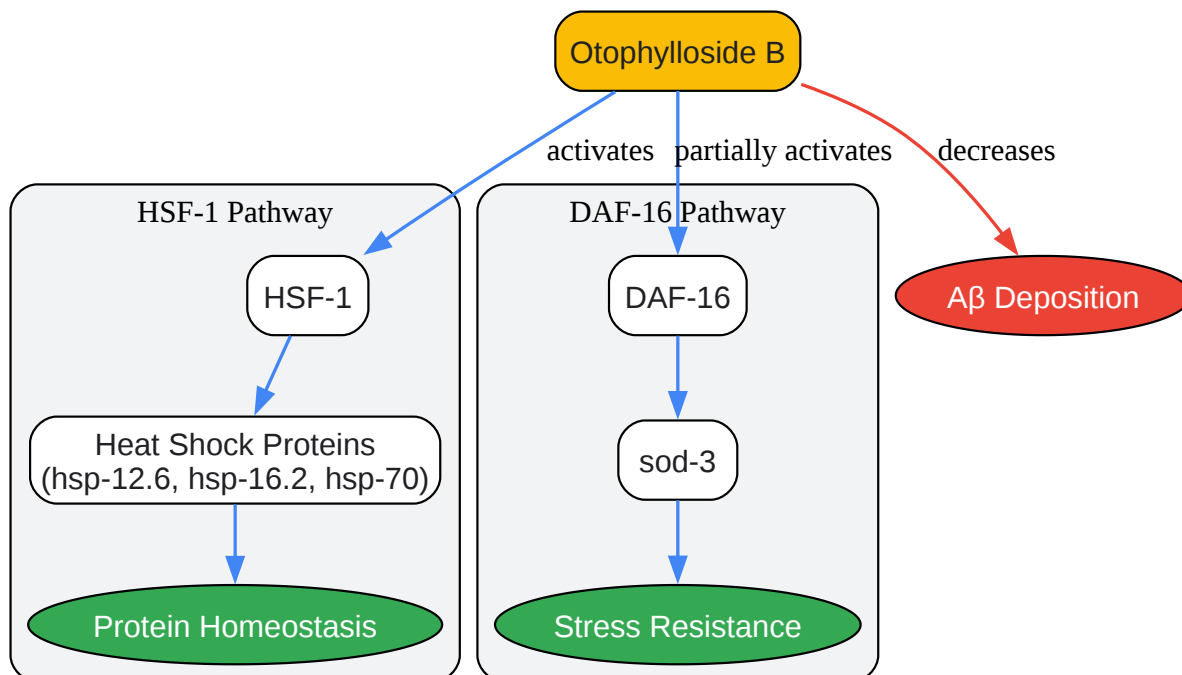 Otophylloside B
activates
partially activates
decreases
HSF-1 Pathway
DAF-16 Pathway
HSF-1
DAF-16
Aβ Deposition
Heat Shock Proteins
(hsp-12.6, hsp-16.2, hsp-70)
sod-3
Protein Homeostasis
Stress Resistance